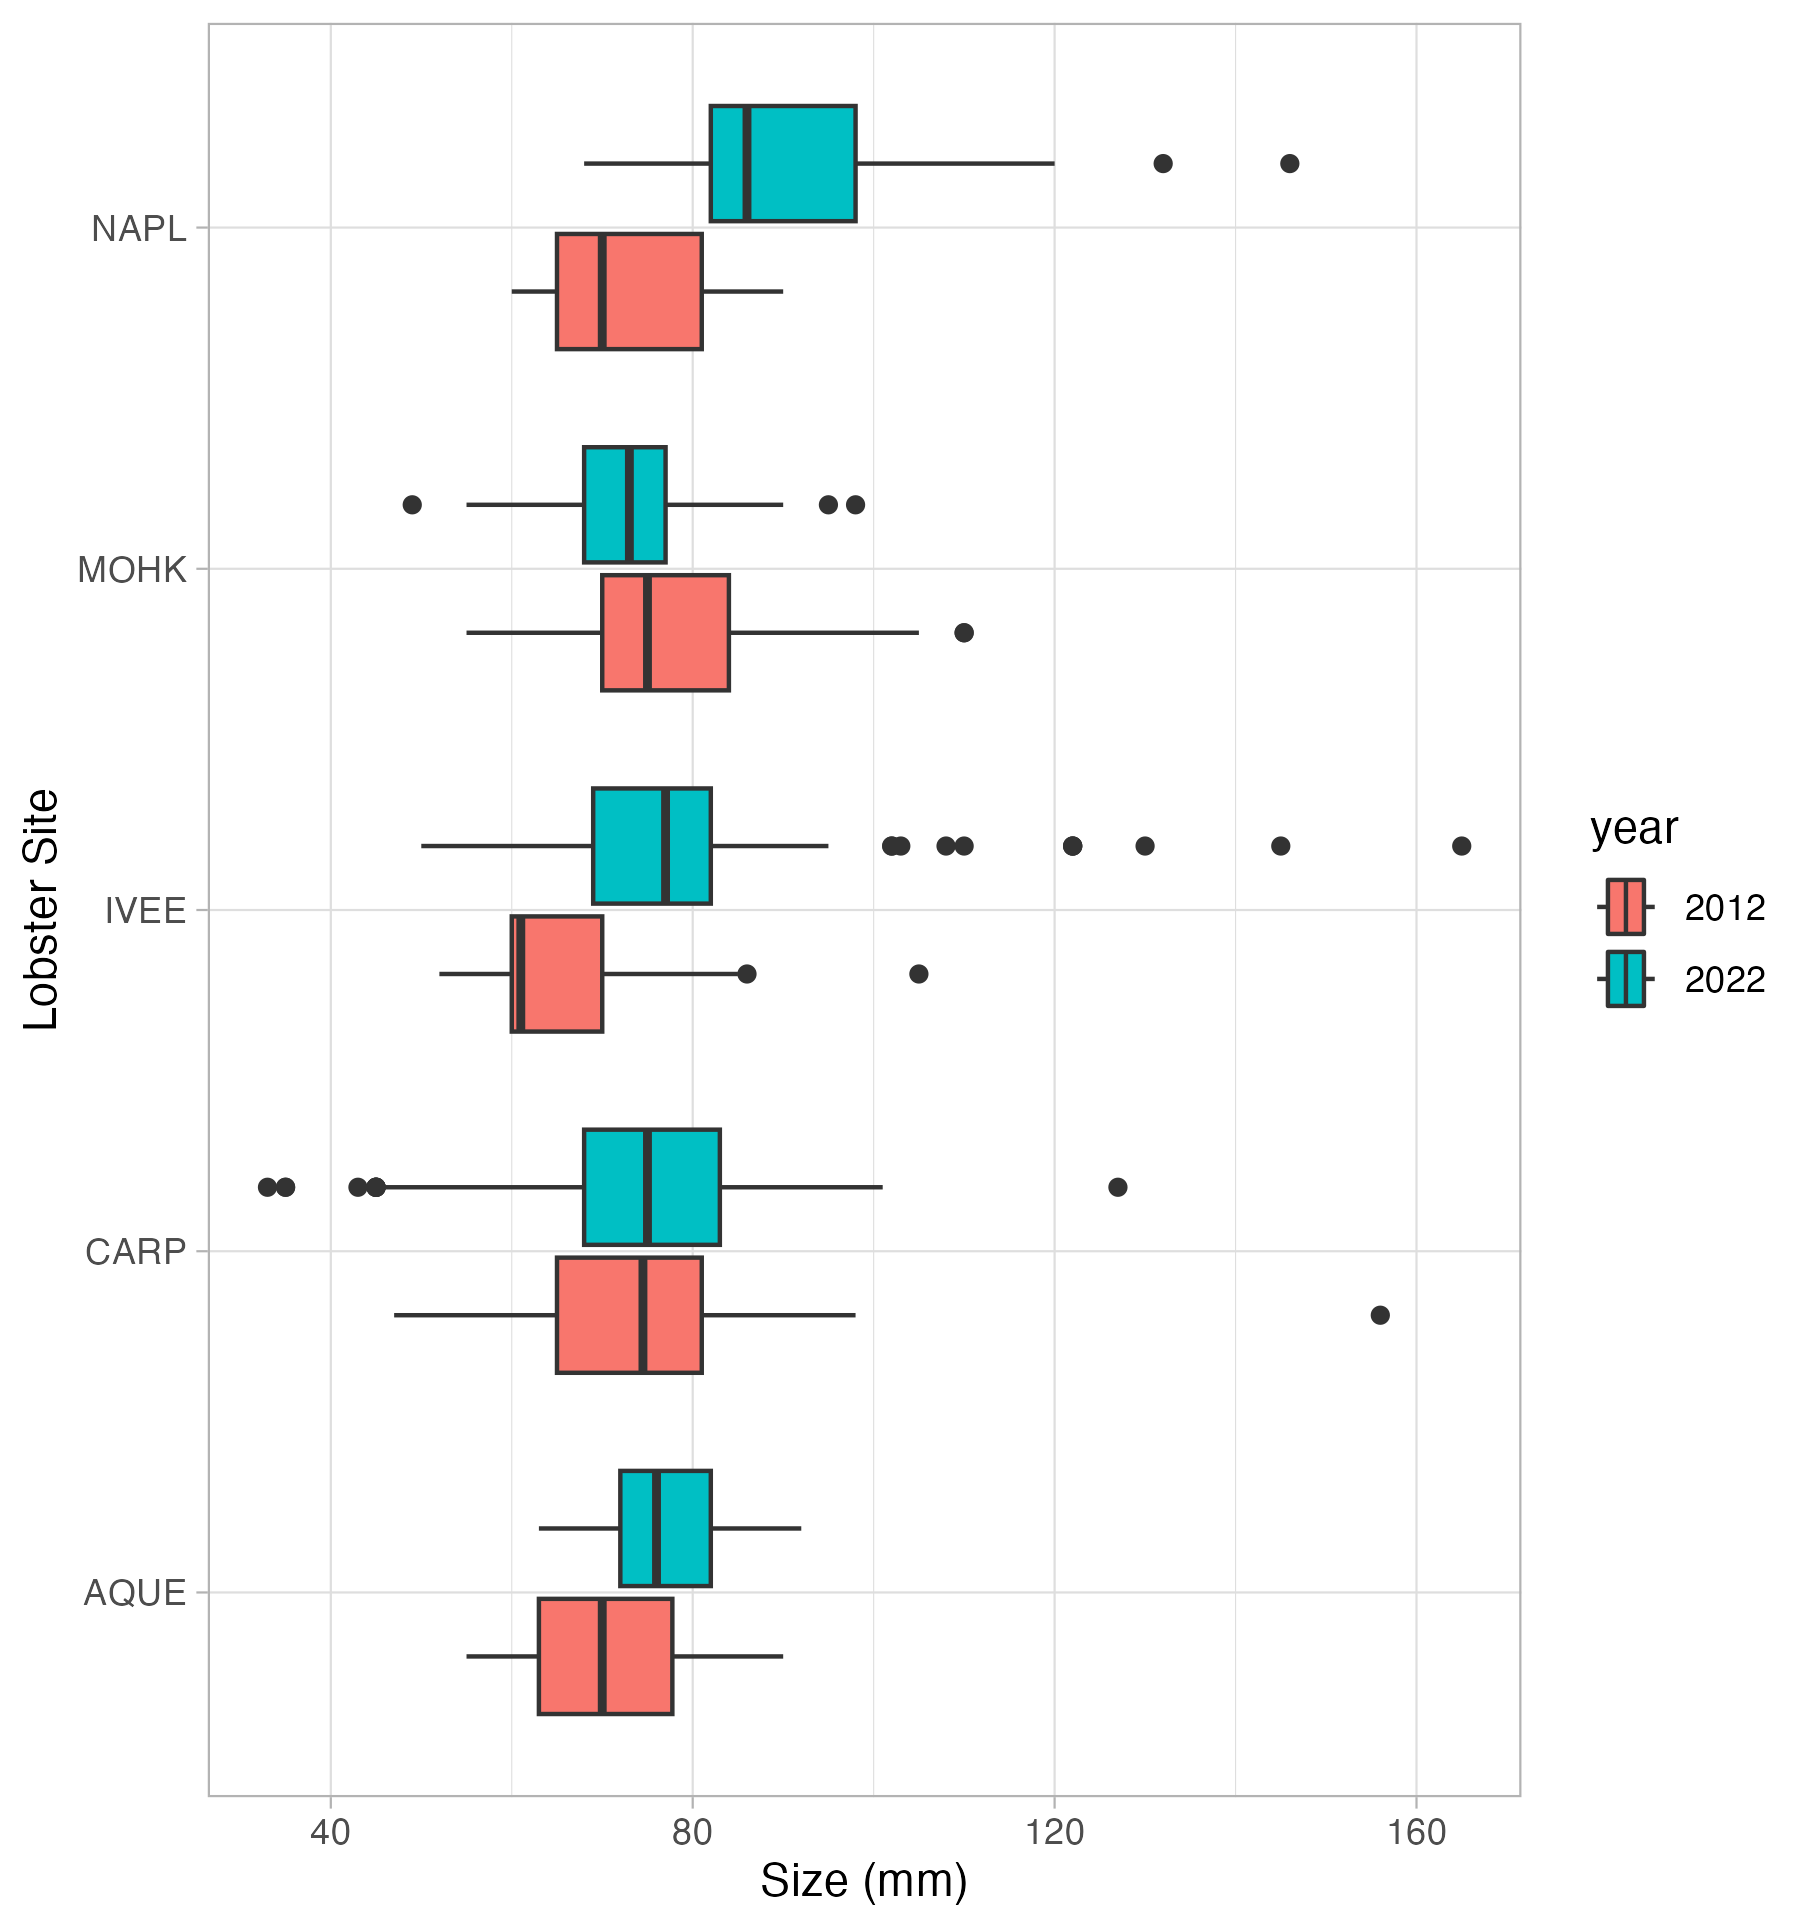 NAPL
MOHK
IVEE
CARP
AQUE
Lobster Site
40 80 120 160
Size (mm)
year
2012
2022